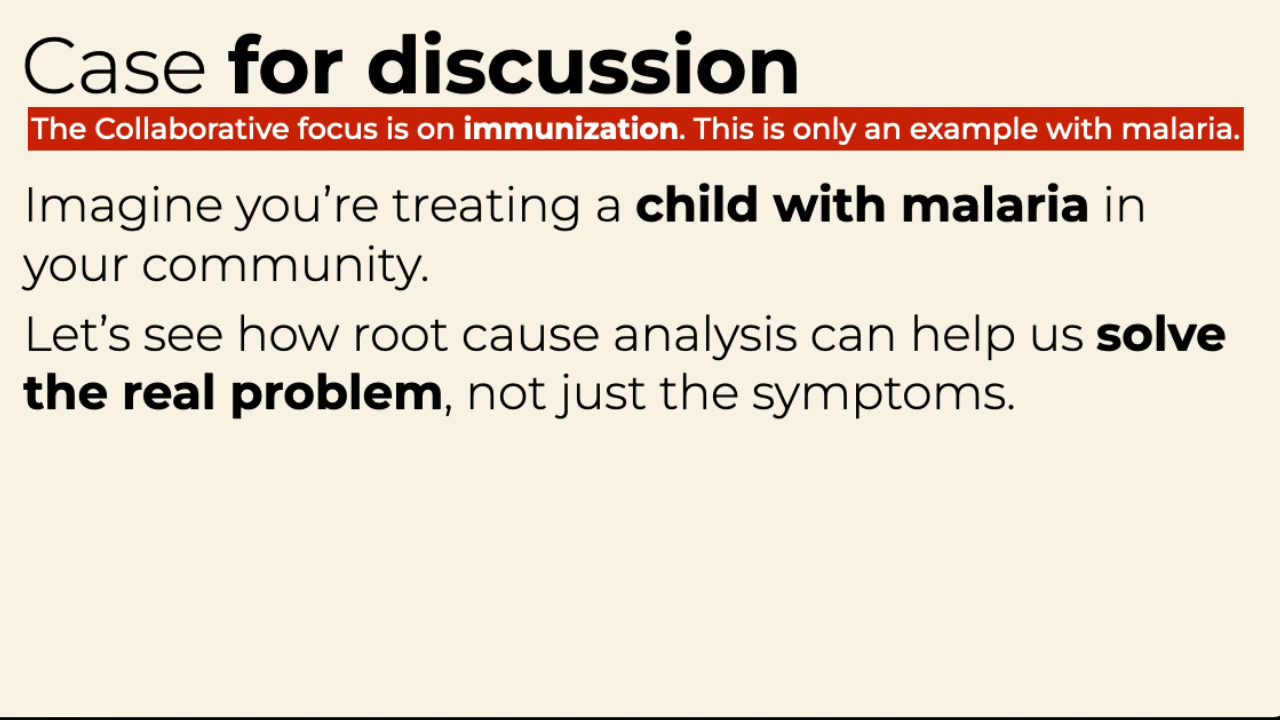 Case for discussion
The Collaborative focus is on immunization. This is only an example with malaria.
Imagine you’re treating a child with malaria in
your community.
Let’s see how root cause analysis can help us solve
the real problem, not just the symptoms.